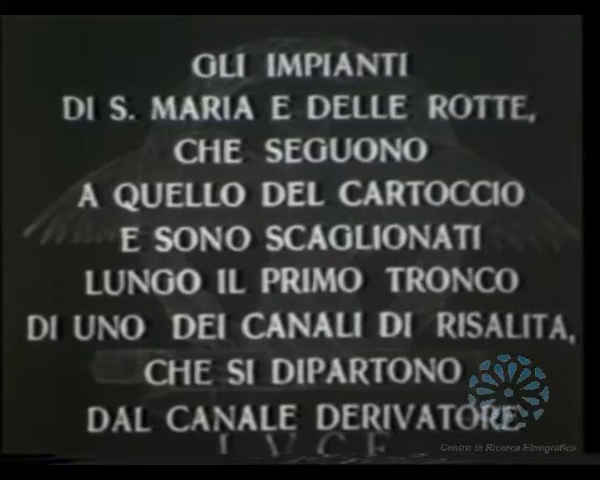 GLI IMPIANTI
DI S. MARIA E DELLE ROTTE,
CHE SEGUONO
A QUELLO DEL CARTOCCIO
E SONO SCAGLIONATI
LUNGO IL PRIMO TRONCO
DI UNO DEI CANALI DI RISALITA,
CHE SI DIPARTONO
DAL CANALE DERIVATORE
LVCE
Centro di Ricerca Etnografica